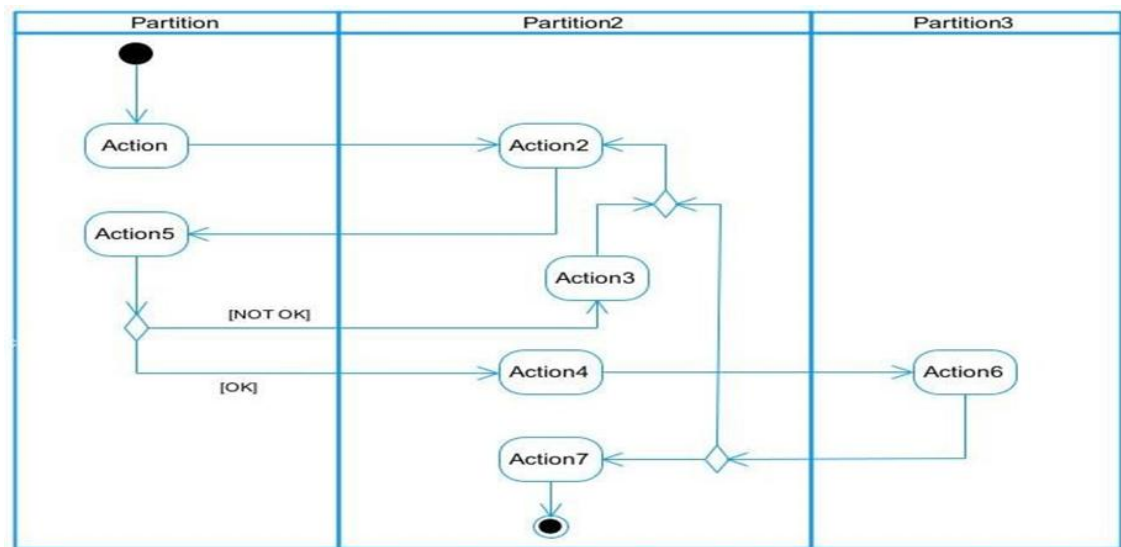 Partition
Partition2
Partition3
Action
Action2
Action5
Action3
[NOT OK]
Action4
Action6
[OK]
Action7